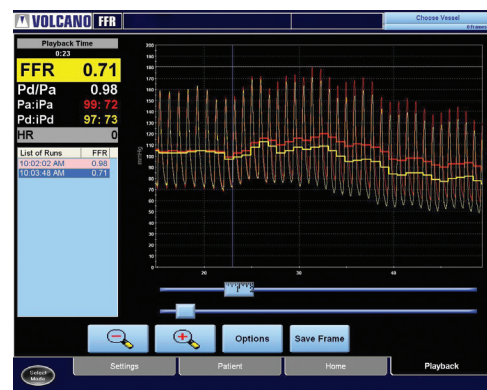 VOLCANO FFR
Choose Vessel
0 Frames
Playback Time
0:23
FFR 0.71
Pd/Pa 0.98
Pa:iPa 99: 72
Pd:iPd 97: 73
HR 0
List of Runs FFR
10:02:02 AM 0.98
10:03:48 AM 0.71
200
190
180
170
160
150
140
130
120
110
100
90
80
70
60
50
40
30
20
10
0
mmHg
20 30 40
Options
Save Frame
Select Mode
Settings
Patient
Home
Playback